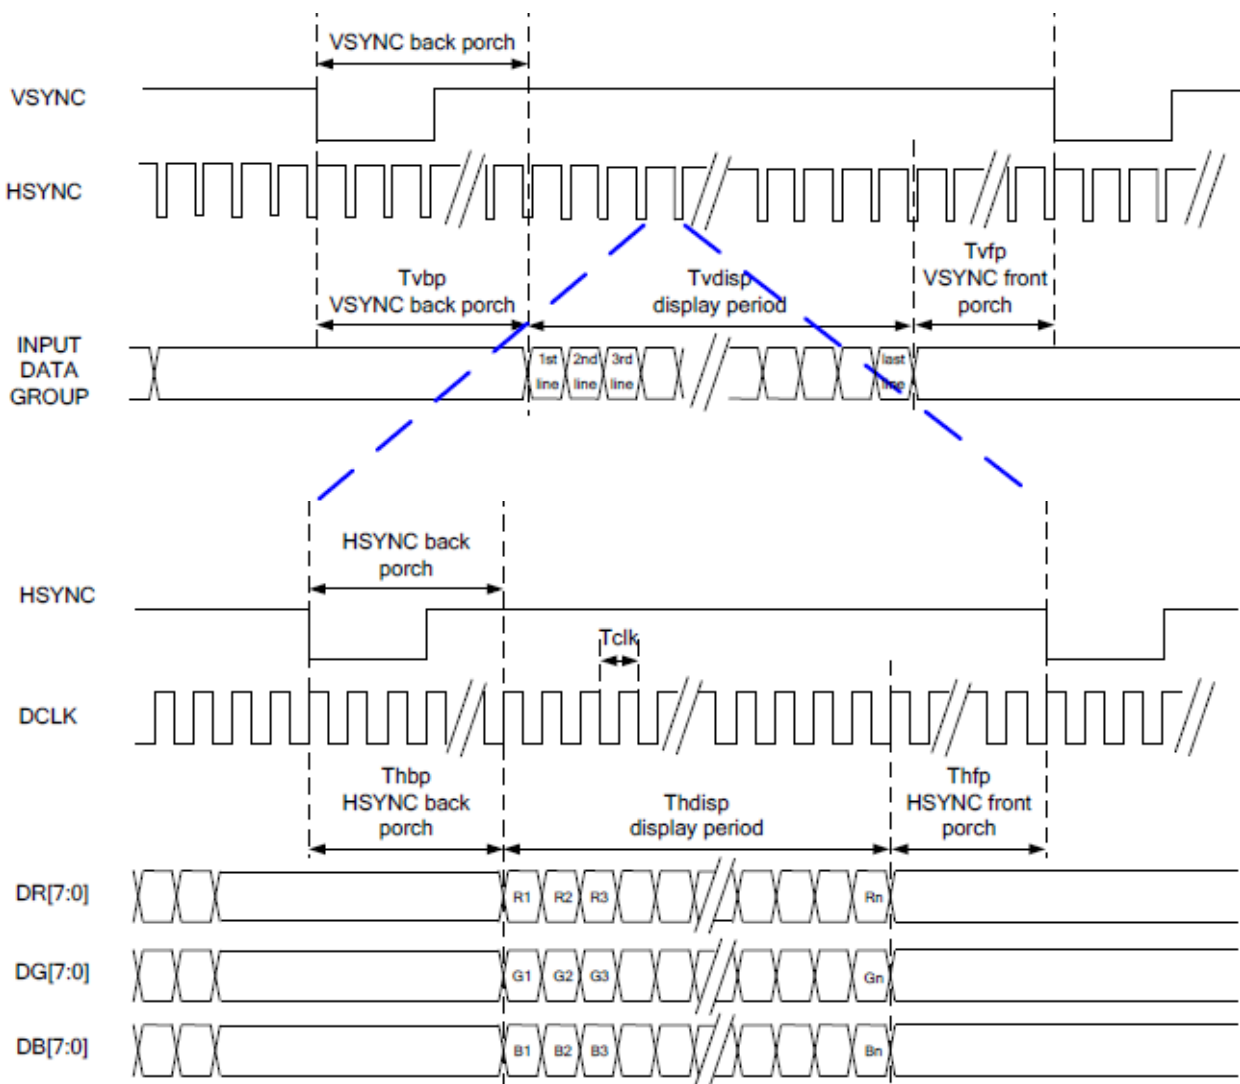 VSYNC back porch
VSYNC
HSYNC
Tvbp
VSYNC back porch
Tvdisp
display period
Tvfp
VSYNC front
porch
INPUT
DATA
GROUP
1st
line
2nd
line
3rd
line
last
line
HSYNC back
porch
HSYNC
Tclk
DCLK
Thbp
HSYNC back
porch
Thdisp
display period
Thfp
HSYNC front
porch
DR[7:0]
R1 R2 R3 Rn
DG[7:0]
G1 G2 G3 Gn
DB[7:0]
B1 B2 B3 Bn